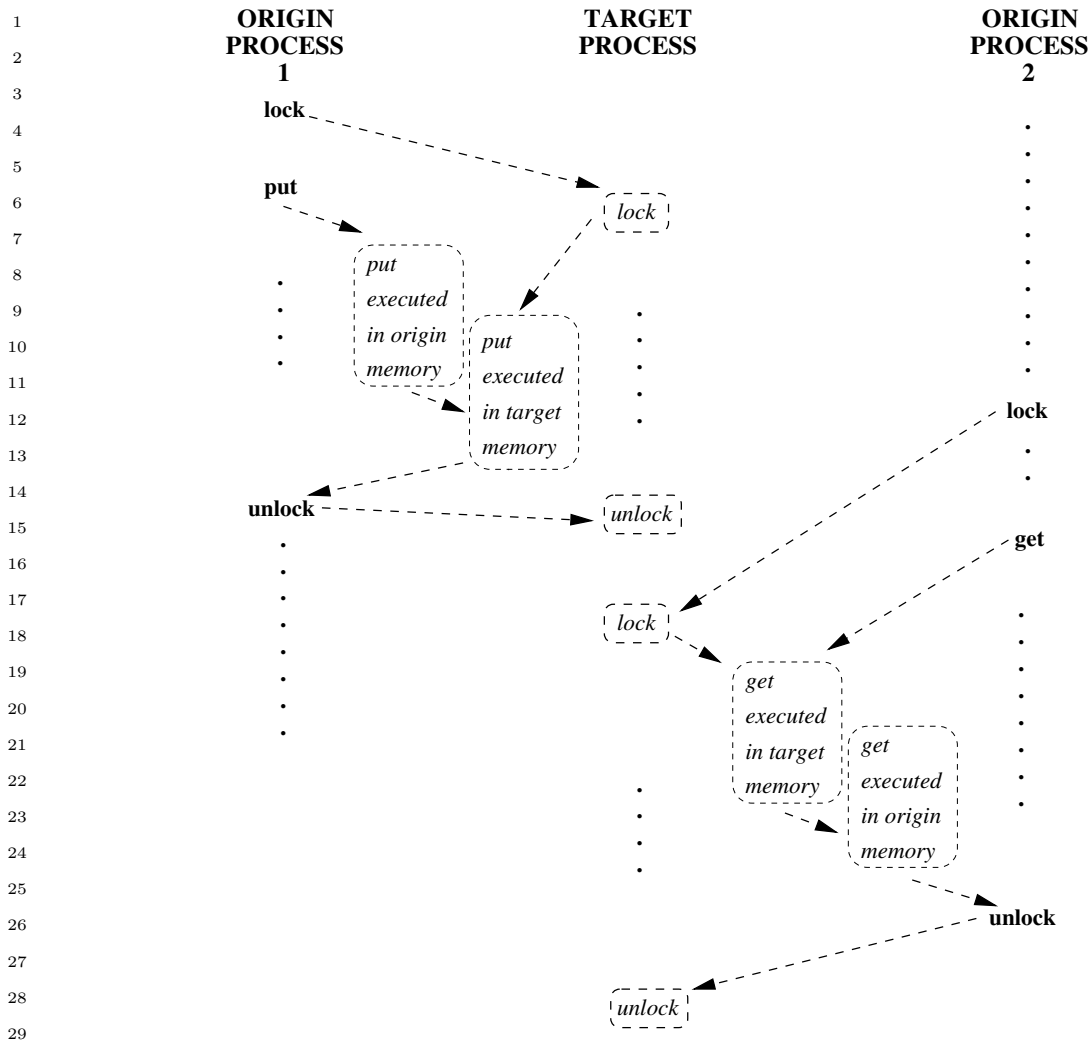 1
ORIGIN TARGET ORIGIN
PROCESS PROCESS PROCESS
2
1 2
3
lock
4
5
put
6
lock
7
put
8
executed
9
in origin put
10
memory executed
11
in target lock
12
memory
13
14
unlock unlock
15
get
16
17
lock
18
19
get
20
executed
21
in target get
22
memory executed
23
in origin
24
memory
25
26
unlock
27
28
unlock
29